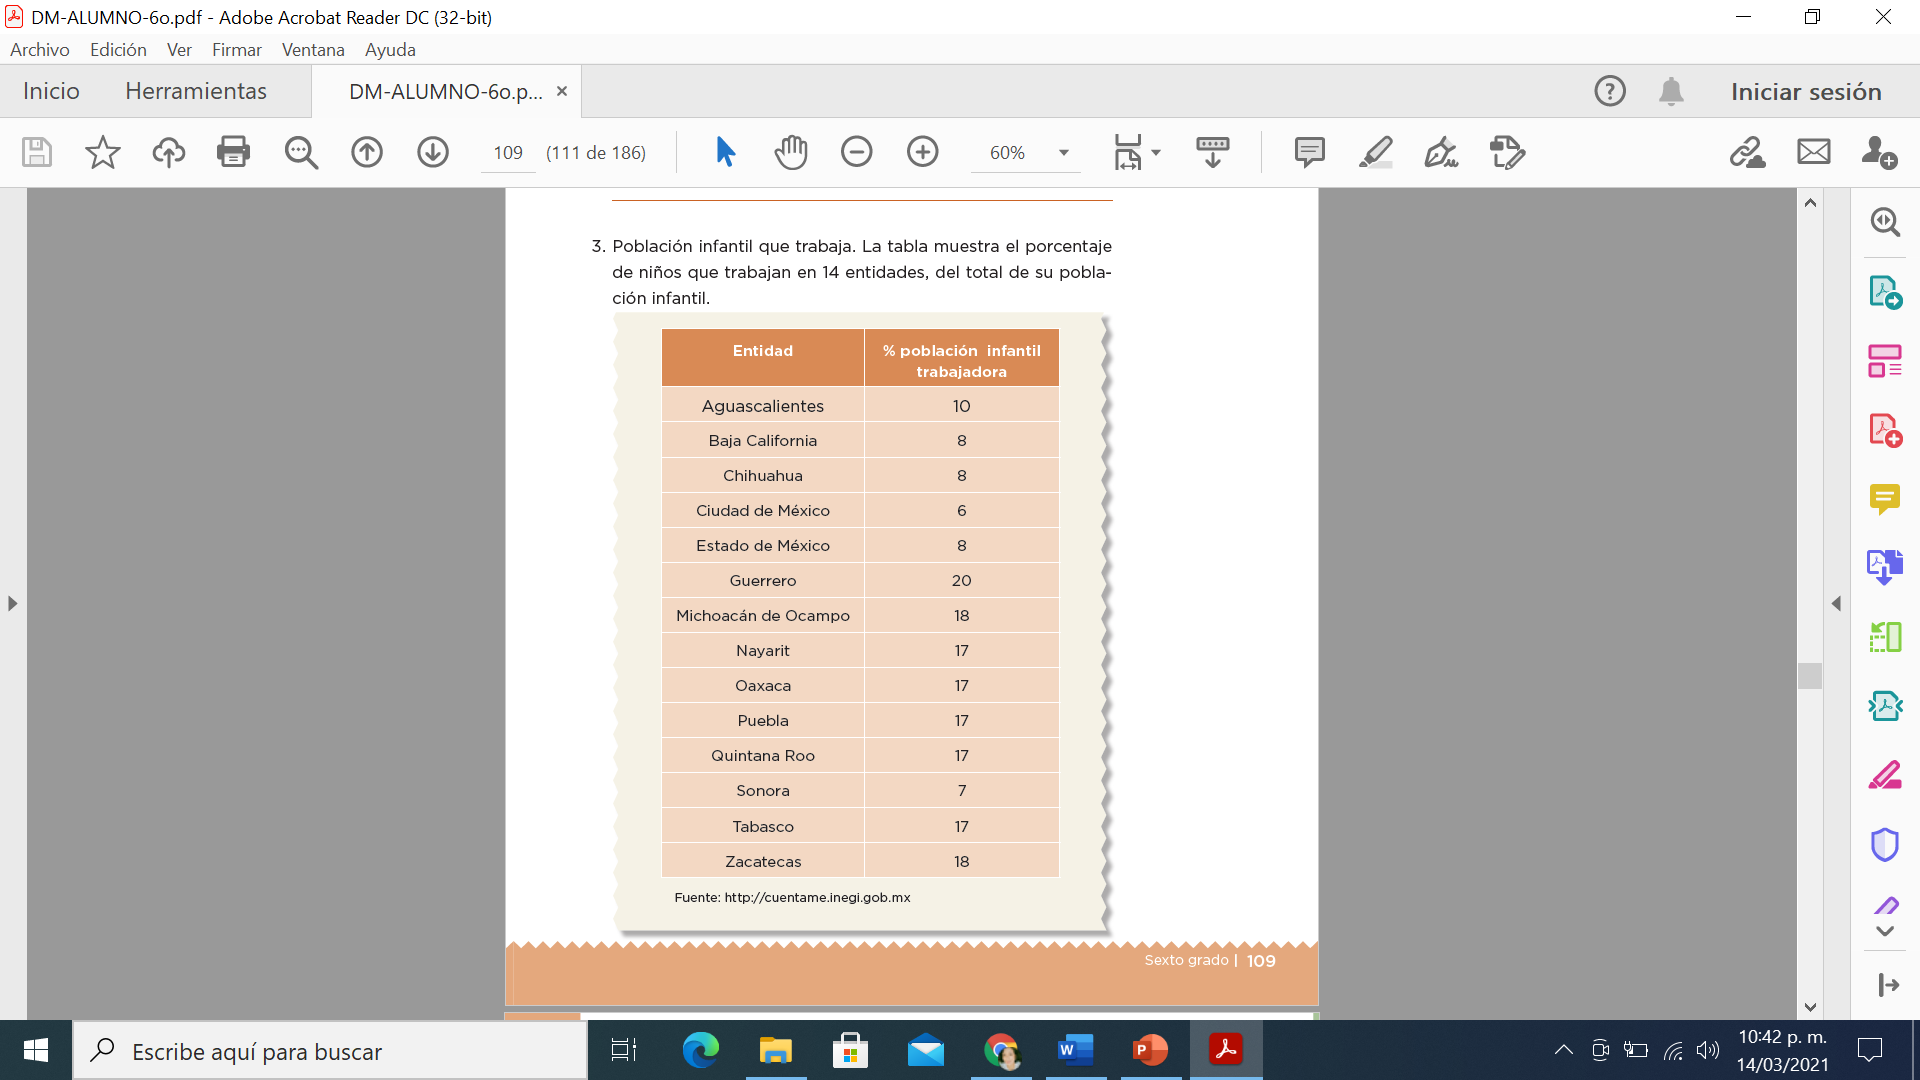 DM-ALUMNO-6o.pdf - Adobe Acrobat Reader DC (32-bit)
Archivo Edición Ver Firmar Ventana Ayuda
Inicio Herramientas DM-ALUMNO-6o.p... × Iniciar sesión
109 (111 de 186) 60%
3. Población infantil que trabaja. La tabla muestra el porcentaje
de niños que trabajan en 14 entidades, del total de su pobla-
ción infantil.
Entidad % población infantil
trabajadora
Aguascalientes 10
Baja California 8
Chihuahua 8
Ciudad de México 6
Estado de México 8
Guerrero 20
Michoacán de Ocampo 18
Nayarit 17
Oaxaca 17
Puebla 17
Quintana Roo 17
Sonora 7
Tabasco 17
Zacatecas 18
Fuente: http://cuentame.inegi.gob.mx
Sexto grado | 109
Escribe aquí para buscar
10:42 p. m.
14/03/2021